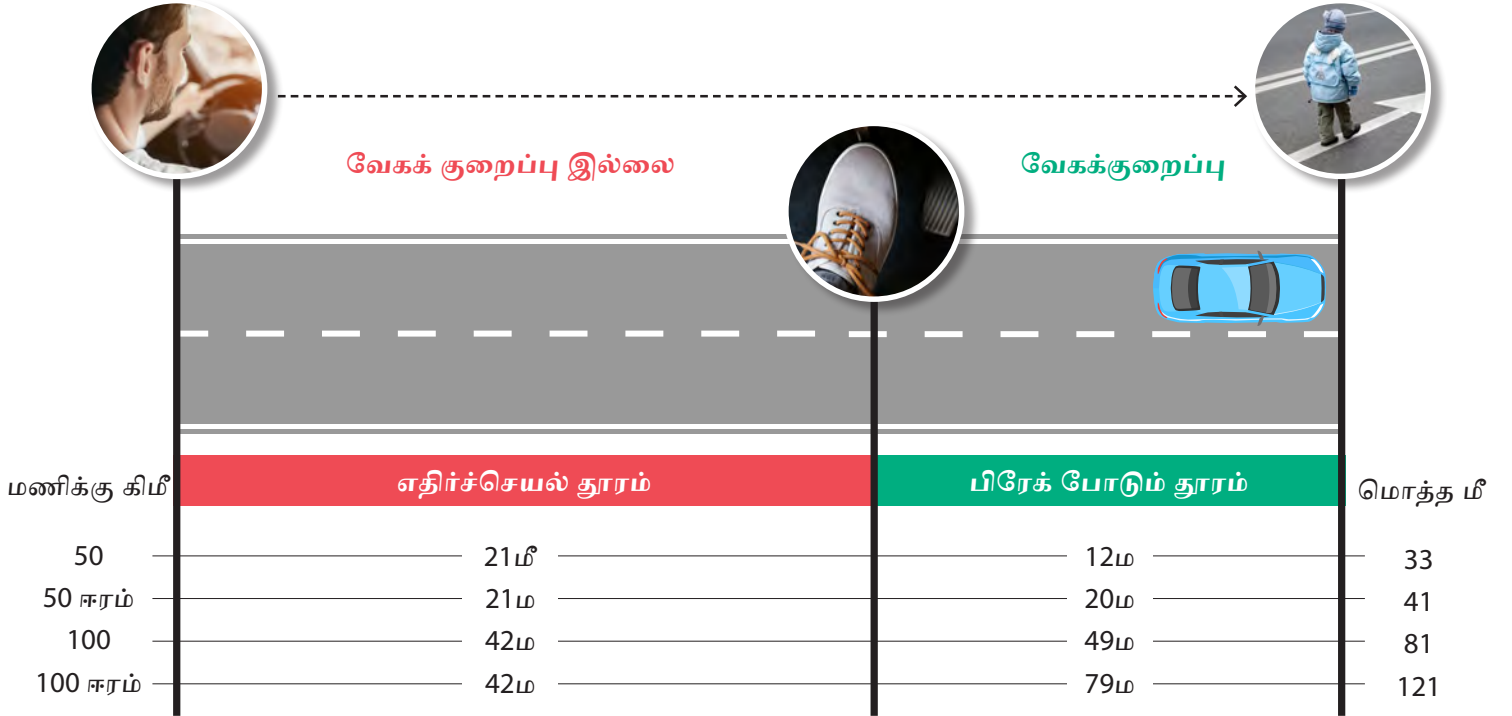 வேகக் குறைப்பு இல்லை வேகக்குறைப்பு
மணிக்கு கிமீ எதிர்ச்செயல் தூரம் பிரேக் போடும் தூரம் மொத்த மீ
50 21மீ 12ம 33
50 ஈரம் 21ம 20ம 41
100 42ம 49ம 81
100 ஈரம் 42ம 79ம 121